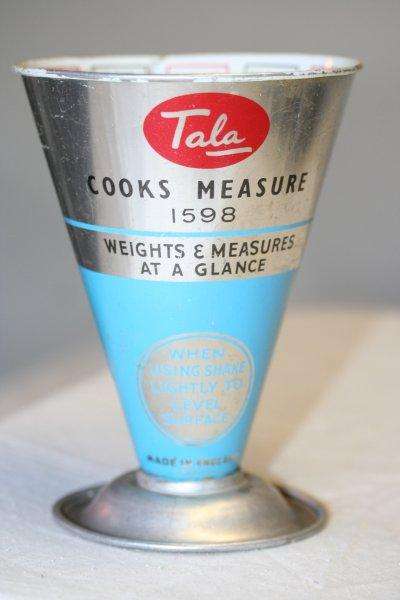 Tala
COOKS MEASURE
1598
WEIGHTS & MEASURES
AT A GLANCE
WHEN
USING SHAKE
LIGHTLY TO
LEVEL
SURFACE
MADE IN ENGLAND